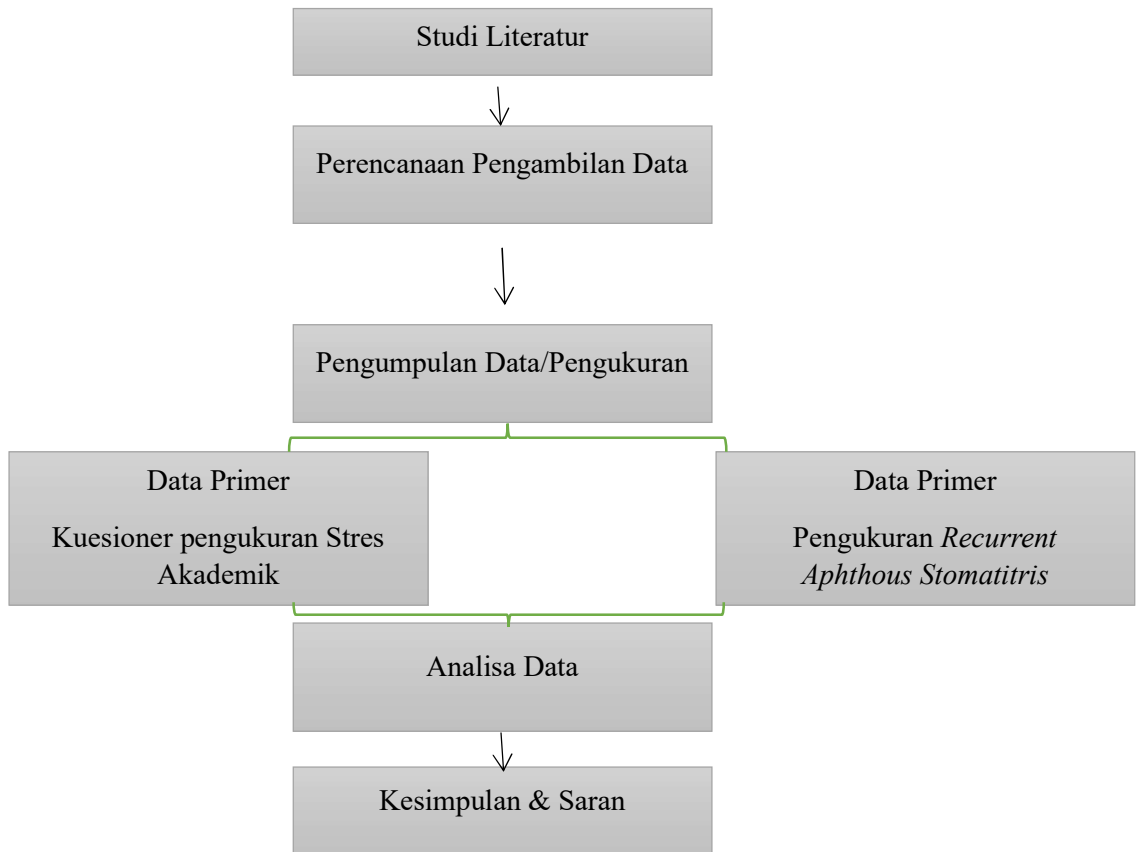 Studi Literatur
Perencanaan Pengambilan Data
Pengumpulan Data/Pengukuran
Data Primer
Kuesioner pengukuran Stres
Akademik
Data Primer
Pengukuran Recurrent
Aphthous Stomatitris
Analisa Data
Kesimpulan & Saran